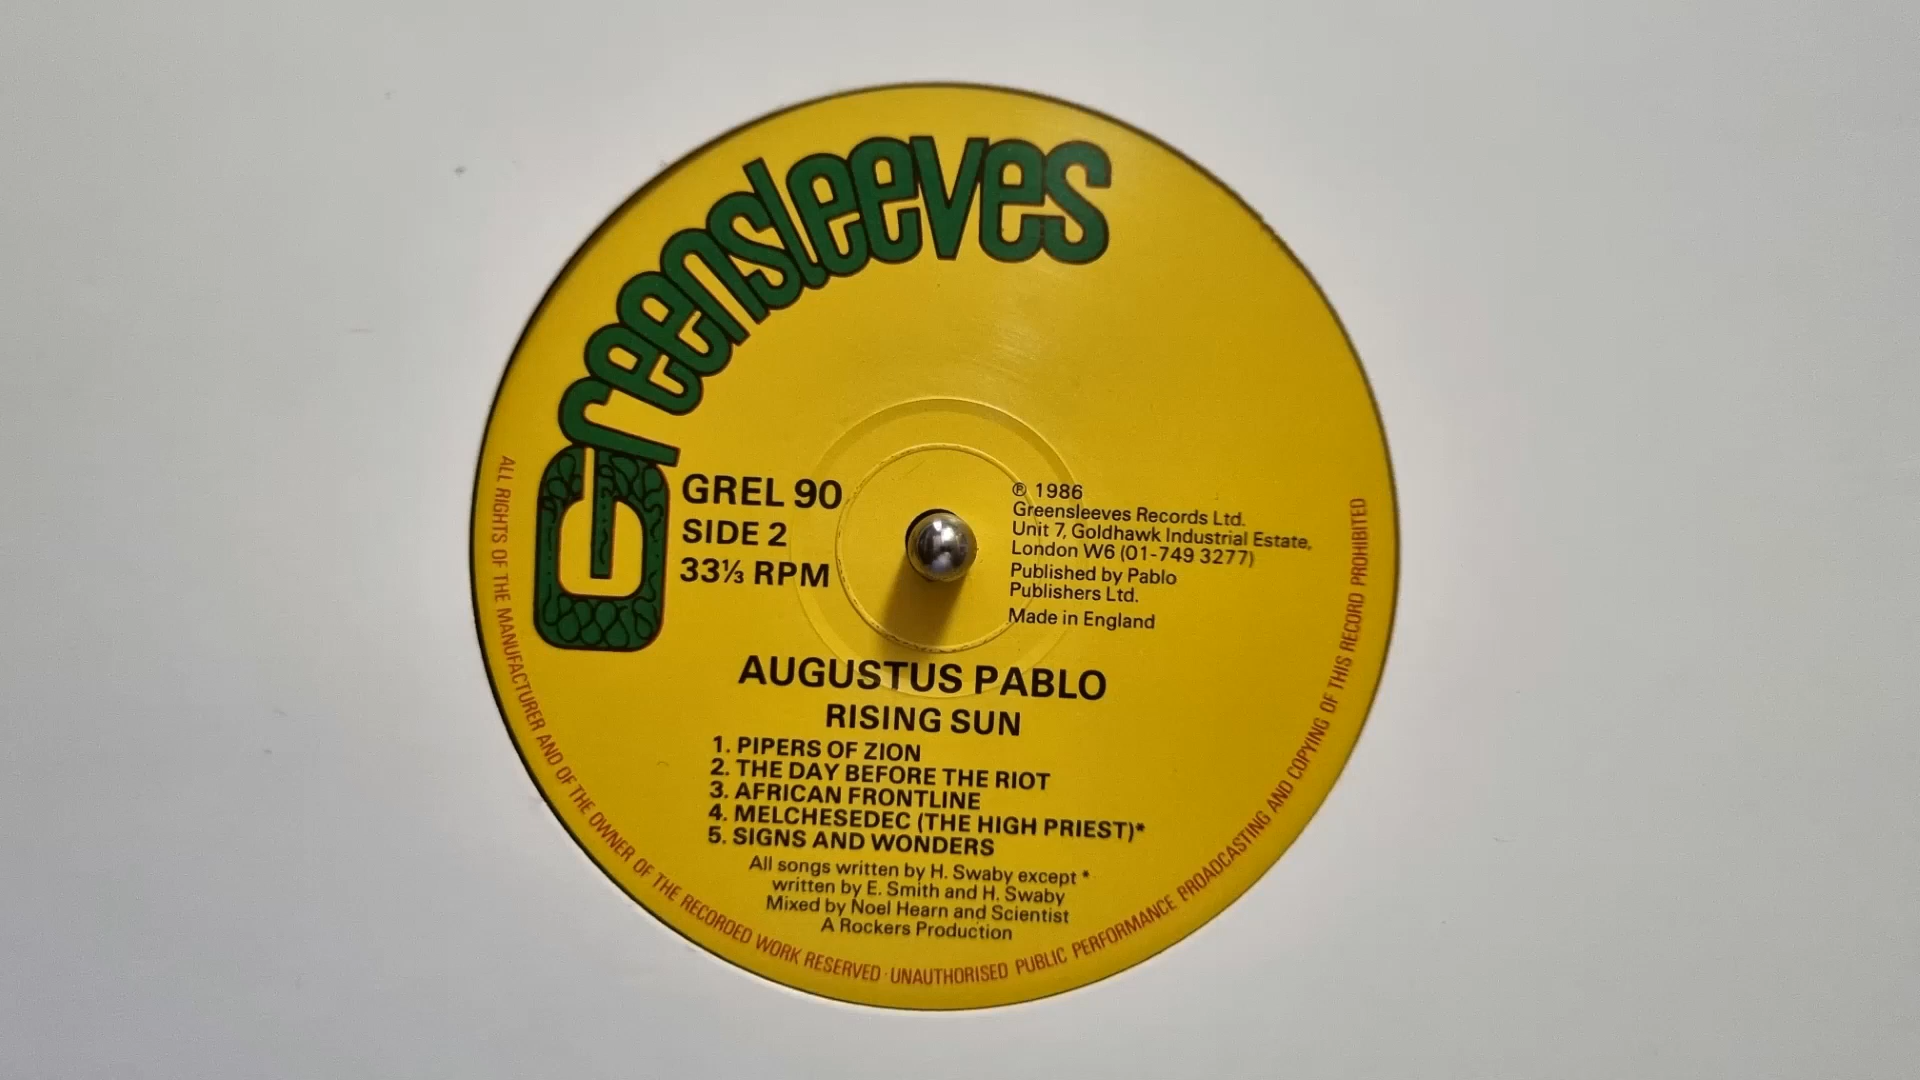 Greensleeves
GREL 90
SIDE 2
33⅓ RPM
℗ 1986
Greensleeves Records Ltd.
Unit 7, Goldhawk Industrial Estate,
London W6 (01-749 3277)
Published by Pablo
Publishers Ltd.
Made in England
AUGUSTUS PABLO
RISING SUN
1. PIPERS OF ZION
2. THE DAY BEFORE THE RIOT
3. AFRICAN FRONTLINE
4. MELCHESEDEC (THE HIGH PRIEST)*
5. SIGNS AND WONDERS
All songs written by H. Swaby except *
written by E. Smith and H. Swaby
Mixed by Noel Hearn and Scientist
A Rockers Production
ALL RIGHTS OF THE MANUFACTURER AND OF THE OWNER OF THE RECORDED WORK RESERVED · UNAUTHORISED PUBLIC PERFORMANCE BROADCASTING AND COPYING OF THIS RECORD PROHIBITED